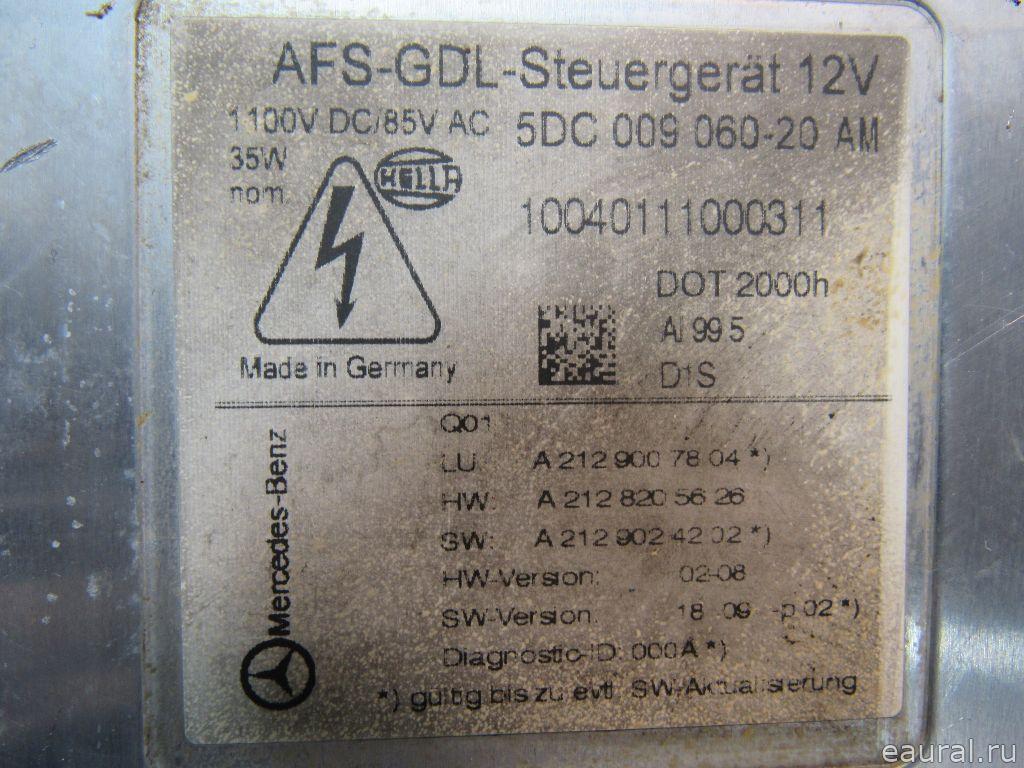 AFS-GDL-Steuergerät 12V
1100V DC/85V AC 5DC 009 060-20 AM
35W
nom.
HELLA
10040111000311
DOT 2000h
Al 99 5
D1S
Made in Germany
Mercedes-Benz
Q01
LU: A 212 900 78 04 *)
HW: A 212 820 56 26
SW: A 212 902 42 02 *)
HW-Version: 02-08
SW-Version: 18 09 -p 02 *)
Diagnostic-ID: 000A *)
*) gültig bis zu evtl. SW-Aktualisierung
eaural.ru